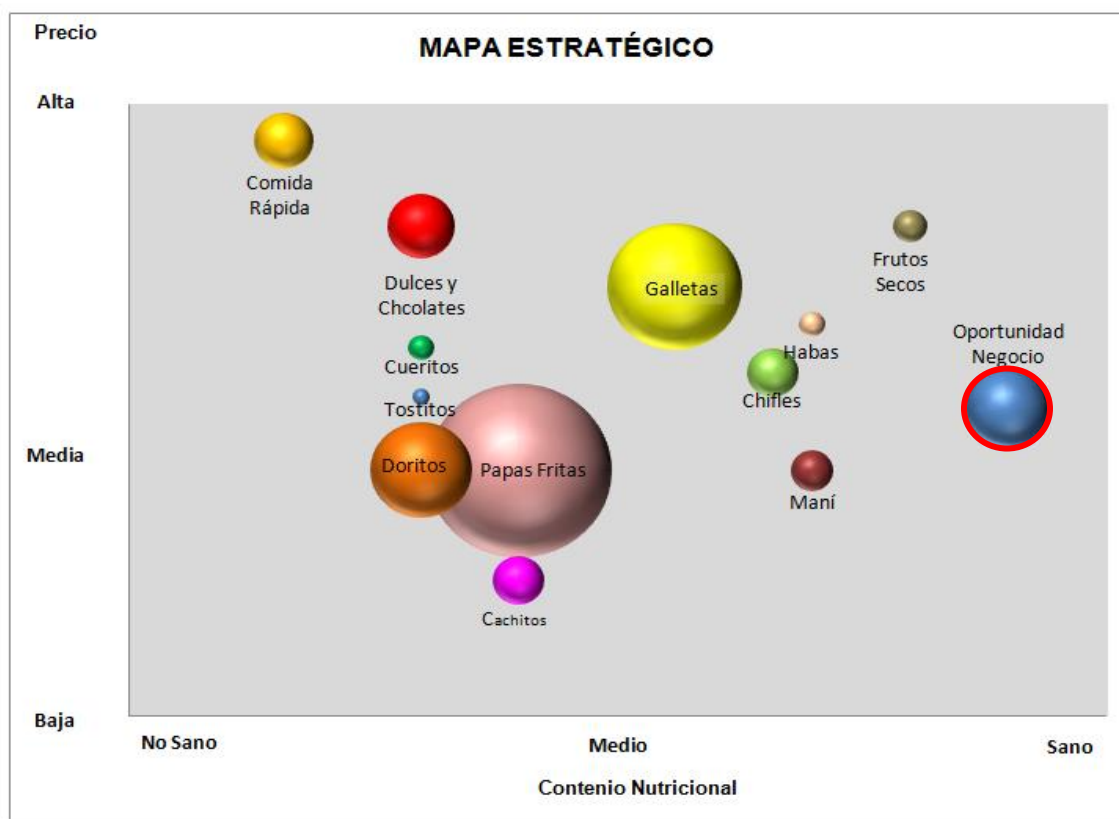 Precio
MAPA ESTRATÉGICO
Alta
Comida
Rápida
Dulces y
Chcolates
Galletas
Frutos
Secos
Oportunidad
Negocio
Habas
Cueritos
Chifles
Tostitos
Media
Doritos
Papas Fritas
Maní
Cachitos
Baja
No Sano
Medio
Sano
Contenio Nutricional